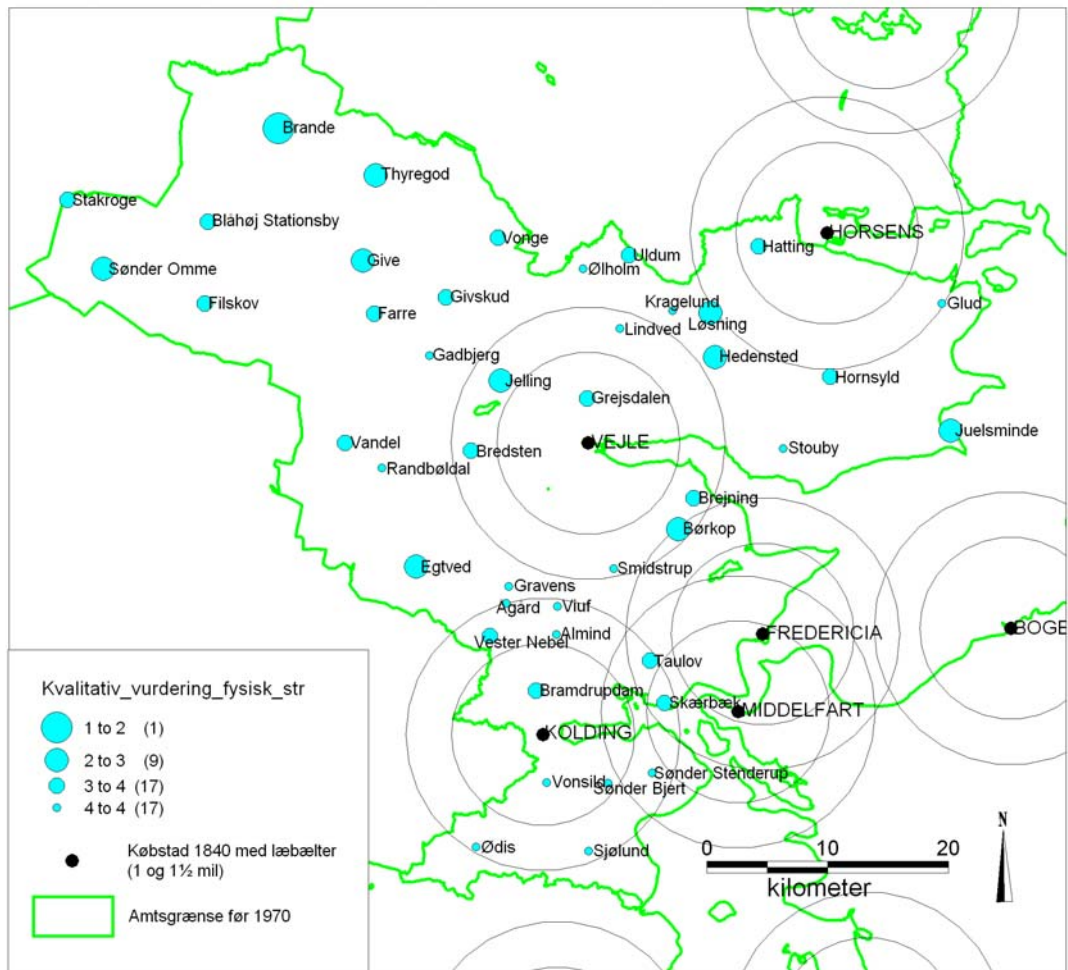 Brande
Thyregod
Stakroge
Blåhøj Stationsby
Vonge
HORSENS
Hatting
Uldum
Give
Sønder Omme
Ølholm
Givskud
Filskov
Kragelund
Glud
Farre
Løsning
Lindved
Gadbjerg
Hedensted
Jelling
Hornsyld
Grejsdalen
Juelsminde
Vandel
VEJLE
Bredsten
Stouby
Randbøldal
Brejning
Børkop
Egtved
Smidstrup
Gravens
Ågård
Viuf
BOGE
Vester Nebel
Almind
FREDERICIA
Taulov
Bramdrupdam
Skærbæk
MIDDELFART
KOLDING
Sønder Stenderup
Vonsild
Sønder Bjert
Ødis
Sjølund
Kvalitativ_vurdering_fysisk_str
1 to 2 (1)
2 to 3 (9)
3 to 4 (17)
4 to 4 (17)
Købstad 1840 med læbælter
(1 og 1½ mil)
Amtsgrænse før 1970
N
0 10 20
kilometer